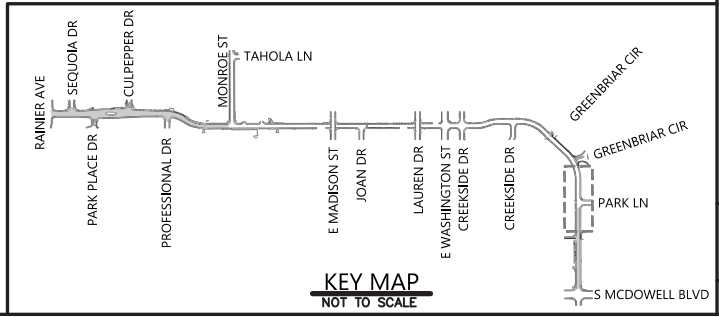 RAINIER AVE
SEQUOIA DR
CULPEPPER DR
PARK PLACE DR
PROFESSIONAL DR
MONROE ST
TAHOLA LN
E MADISON ST
JOAN DR
LAUREN DR
E WASHINGTON ST
CREEKSIDE DR
CREEKSIDE DR
GREENBRIAR CIR
GREENBRIAR CIR
PARK LN
S MCDOWELL BLVD
KEY MAP
NOT TO SCALE